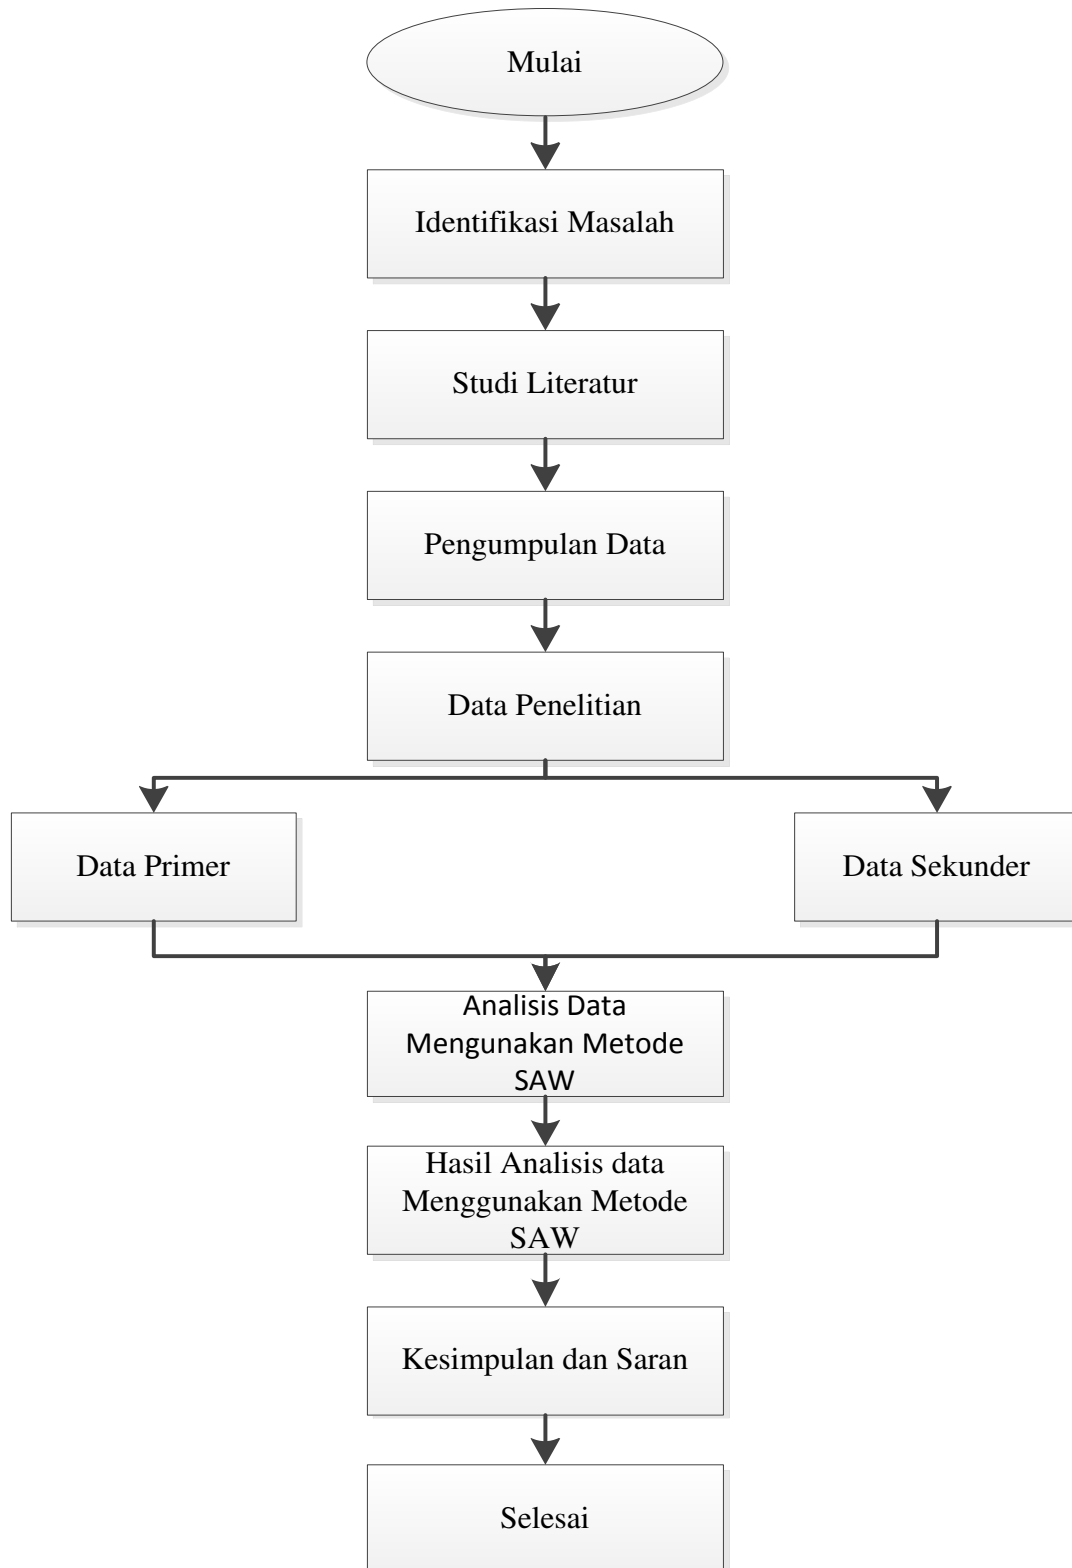 Mulai
Identifikasi Masalah
Studi Literatur
Pengumpulan Data
Data Penelitian
Data Primer
Data Sekunder
Analisis Data
Mengunakan Metode
SAW
Hasil Analisis data
Menggunakan Metode
SAW
Kesimpulan dan Saran
Selesai